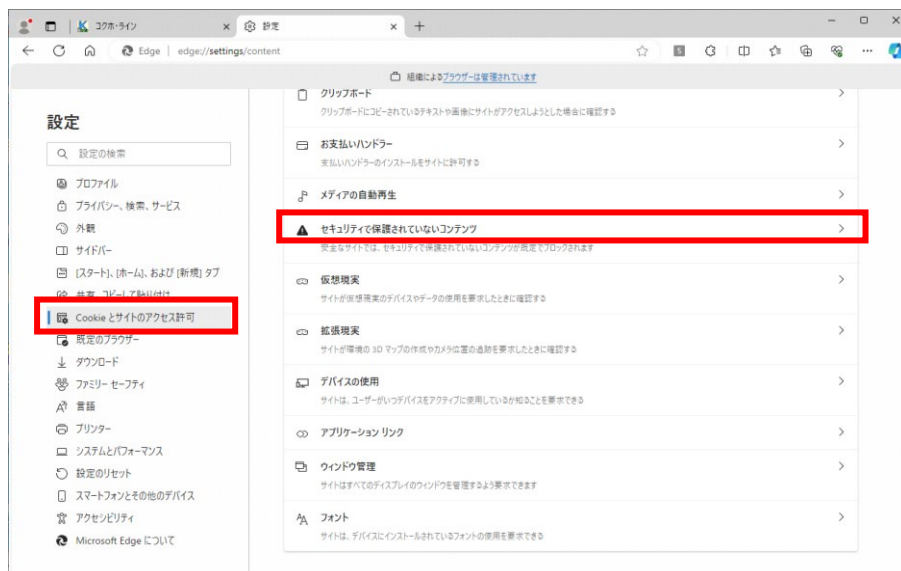 コクホ・ライン
設定
Edge edge://settings/content
組織によるブラウザーは管理されています
設定
設定の検索
プロファイル
プライバシー、検索、サービス
外観
サイドバー
[スタート]、[ホーム]、および [新規] タブ
共有、コピーして貼り付け
Cookie とサイトのアクセス許可
既定のブラウザー
ダウンロード
ファミリー セーフティ
言語
プリンター
システムとパフォーマンス
設定のリセット
スマートフォンとその他のデバイス
アクセシビリティ
Microsoft Edge について
クリップボード
クリップボードにコピーされているテキストや画像にサイトがアクセスしようとした場合に確認する
お支払いハンドラー
支払いハンドラーのインストールをサイトに許可する
メディアの自動再生
セキュリティで保護されていないコンテンツ
安全なサイトでは、セキュリティで保護されていないコンテンツが既定でブロックされます
仮想現実
サイトが仮想現実のデバイスやデータの使用を要求したときに確認する
拡張現実
サイトが環境の 3D マップの作成やカメラ位置の追跡を要求したときに確認する
デバイスの使用
サイトは、ユーザーがいつデバイスをアクティブに使用しているか知ることを要求できる
アプリケーション リンク
ウィンドウ管理
サイトはすべてのディスプレイのウィンドウを管理するよう要求できます
フォント
サイトは、デバイスにインストールされているフォントの使用を要求できる